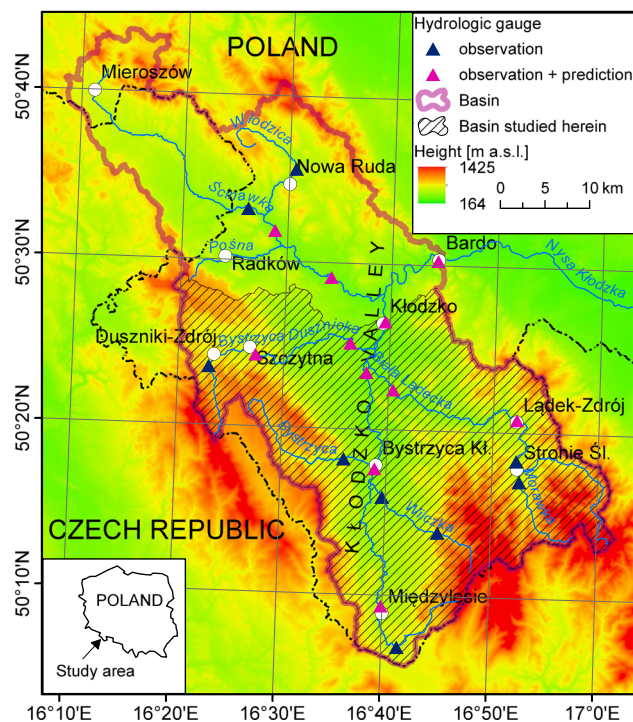 POLAND
Hydrologic gauge
observation
observation + prediction
Basin
Basin studied herein
Height [m a.s.l.]
1425
164
0 5 10 km
50°40'N
50°30'N
50°20'N
50°10'N
Mieroszów
Włodzica
Nowa Ruda
Ścinawka
Pośna
Radków
Bardo
Nysa Kłodzka
Kłodzko
KŁODZKO VALLEY
Duszniki-Zdrój
Bystrzyca Dusznicka
Szczytna
Biała Lądecka
Lądek-Zdrój
Bystrzyca
Bystrzyca Kł.
Stronie Śl.
Morawka
Wilczka
CZECH REPUBLIC
Międzylesie
POLAND
Study area
16°10'E 16°20'E 16°30'E 16°40'E 16°50'E 17°0'E